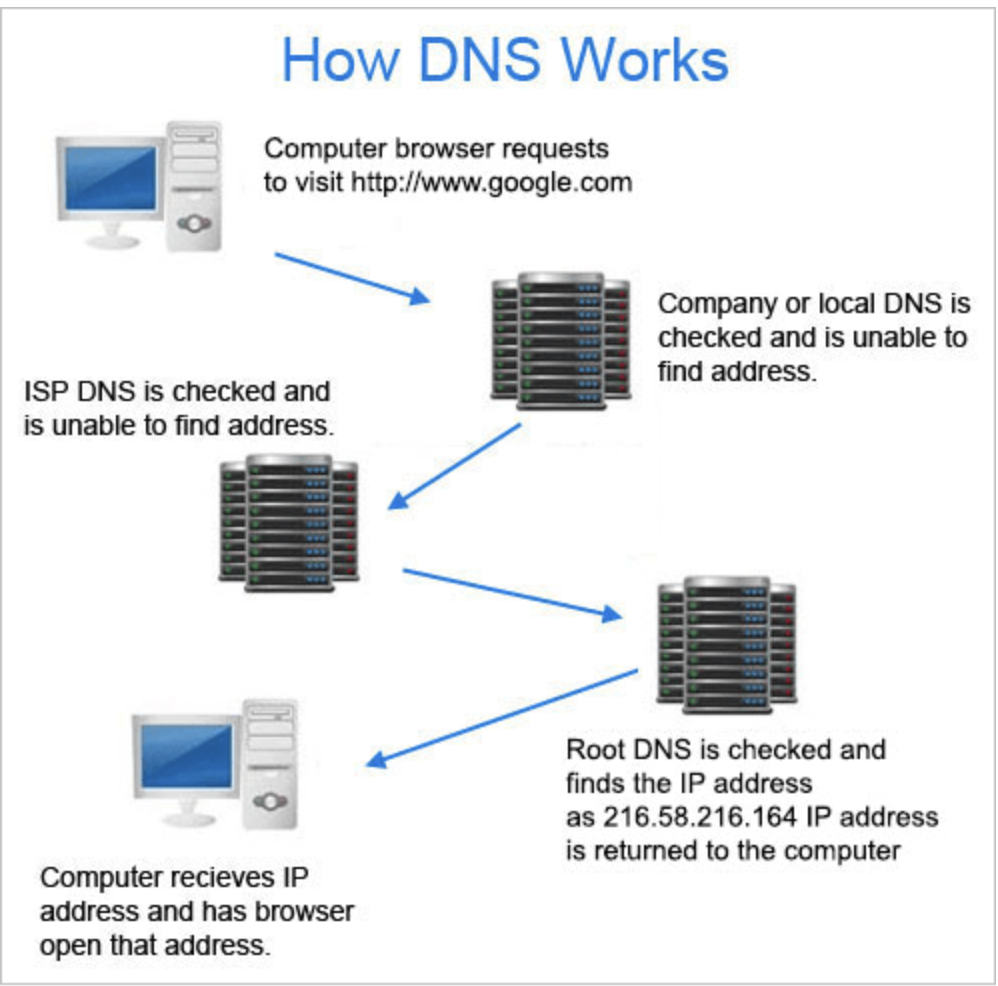 How DNS Works
Computer browser requests
to visit http://www.google.com
Company or local DNS is
checked and is unable to
find address.
ISP DNS is checked and
is unable to find address.
Root DNS is checked and
finds the IP address
as 216.58.216.164 IP address
is returned to the computer
Computer recieves IP
address and has browser
open that address.